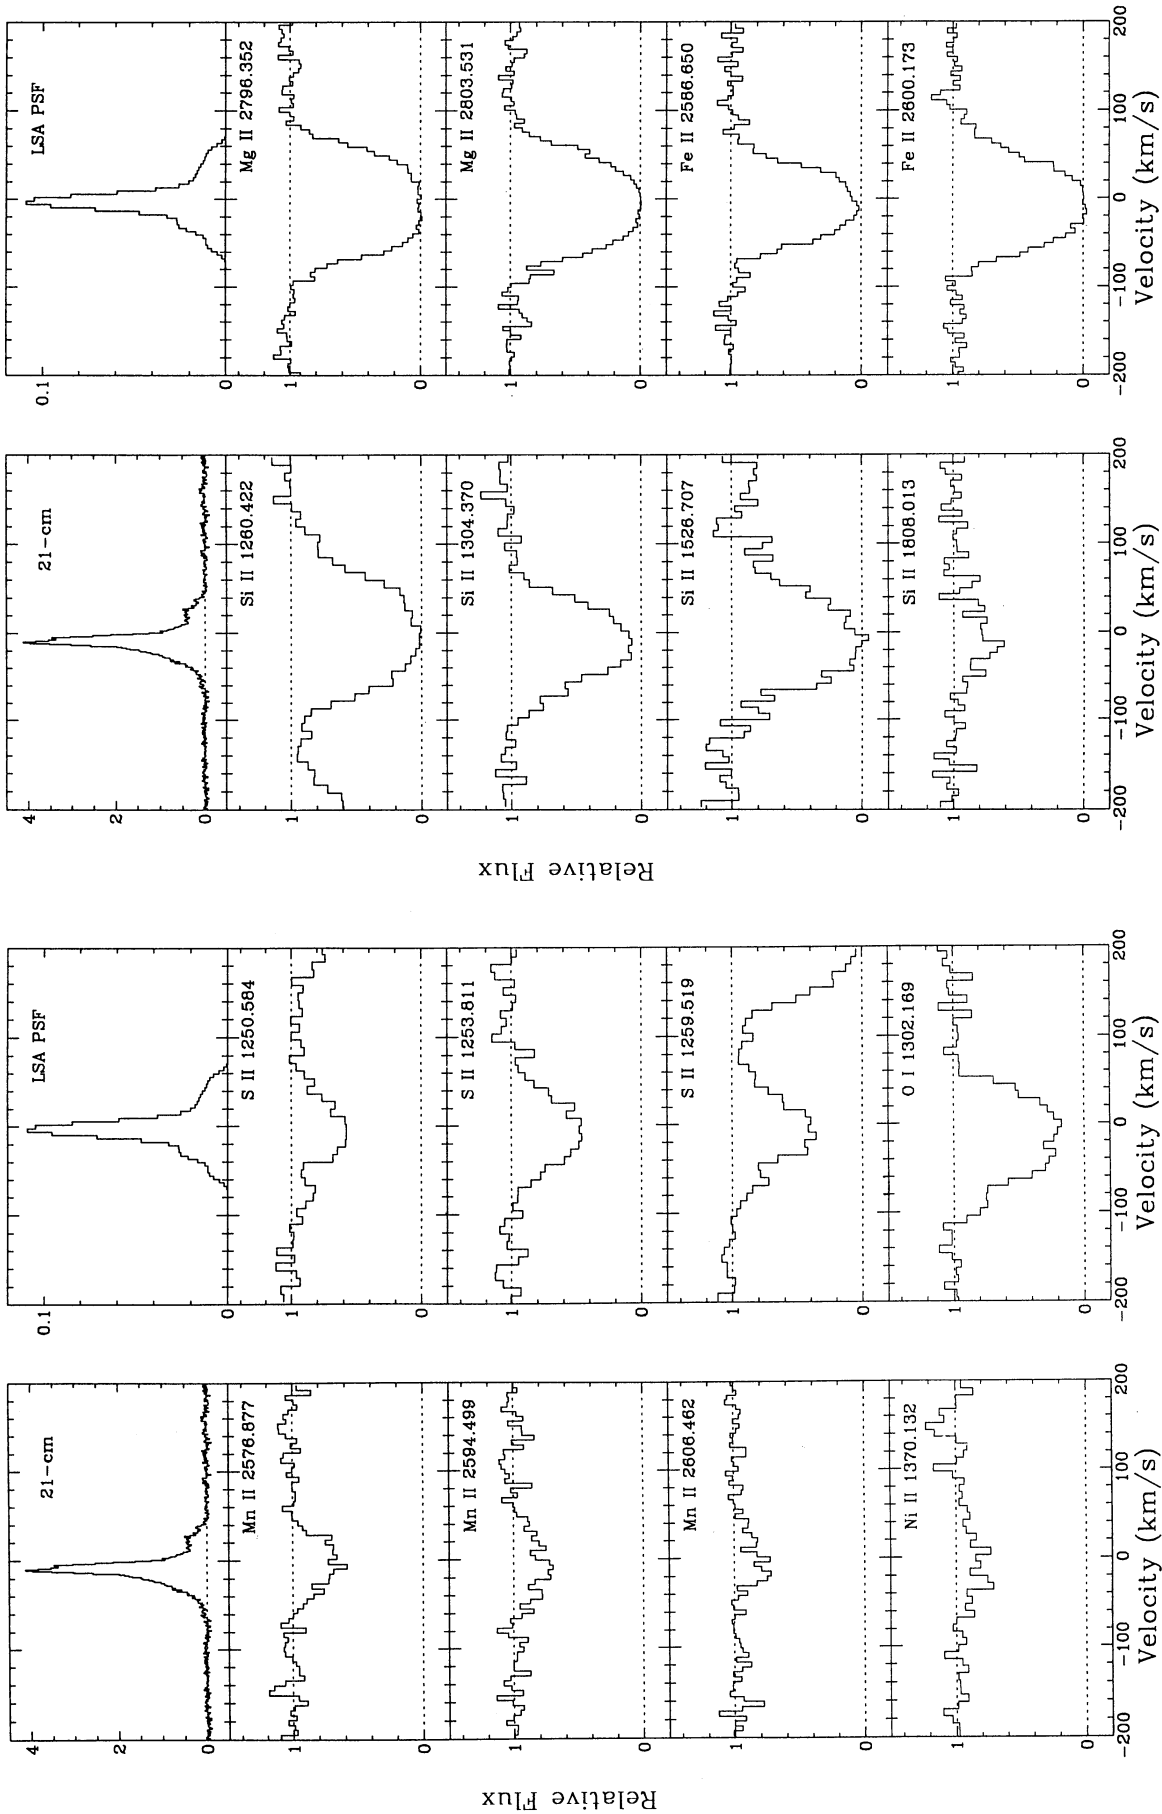 21-cm
4
2
0
Mn II 2576.877
1
0
Mn II 2594.499
1
0
Mn II 2606.462
1
0
Ni II 1370.132
1
0
-200
-100
0
100
200
Velocity (km/s)
Relative Flux
LSA PSF
0.1
0
S II 1250.584
1
0
S II 1253.811
1
0
S II 1259.519
1
0
O I 1302.169
1
0
-200
-100
0
100
200
Velocity (km/s)
21-cm
4
2
0
Si II 1260.422
1
0
Si II 1304.370
1
0
Si II 1526.707
1
0
Si II 1808.013
1
0
-200
-100
0
100
200
Velocity (km/s)
Relative Flux
LSA PSF
0.1
0
Mg II 2796.352
1
0
Mg II 2803.531
1
0
Fe II 2586.650
1
0
Fe II 2600.173
1
0
-200
-100
0
100
200
Velocity (km/s)